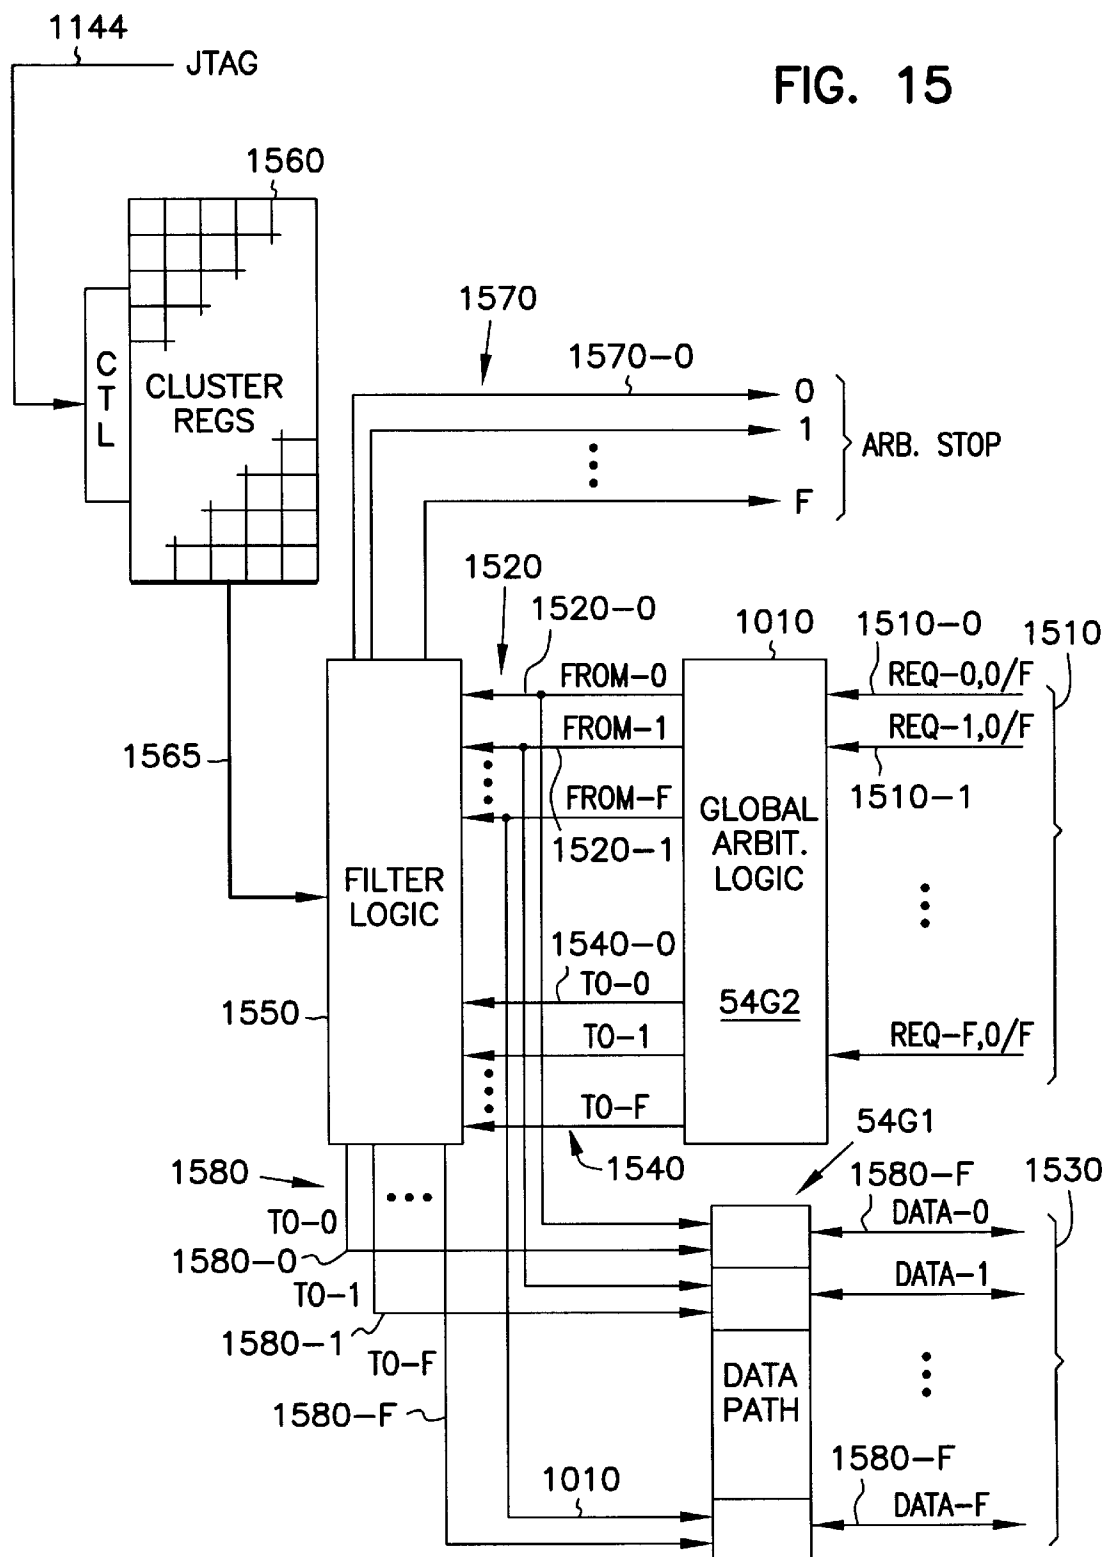 1144
JTAG
FIG. 15
1560
CTL
CLUSTER
REGS
1570
1570-0
0
1
F
ARB. STOP
1520
1520-0
1010
1510-0
1510
FROM-0
REQ-0,0/F
FROM-1
REQ-1,0/F
1565
FROM-F
1510-1
1520-1
GLOBAL
ARBIT.
LOGIC
FILTER
LOGIC
1540-0
TO-0
54G2
1550
TO-1
REQ-F,0/F
TO-F
54G1
1540
1580
1580-F
1530
TO-0
DATA-0
1580-0
TO-1
DATA-1
1580-1
TO-F
DATA
PATH
1580-F
1010
1580-F
DATA-F